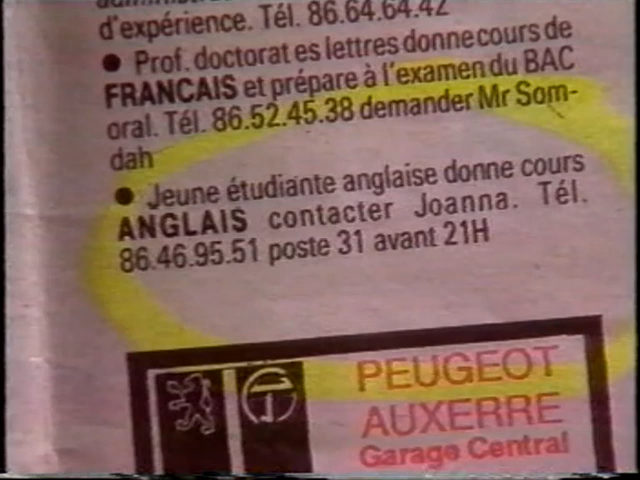 d'expérience. Tél. 86.64.64.42
● Prof. doctorat es lettres donne cours de
FRANCAIS et prépare à l'examen du BAC
oral. Tél. 86.52.45.38 demander Mr Som-
dah
● Jeune étudiante anglaise donne cours
ANGLAIS contacter Joanna. Tél.
86.46.95.51 poste 31 avant 21H
PEUGEOT
AUXERRE
Garage Central